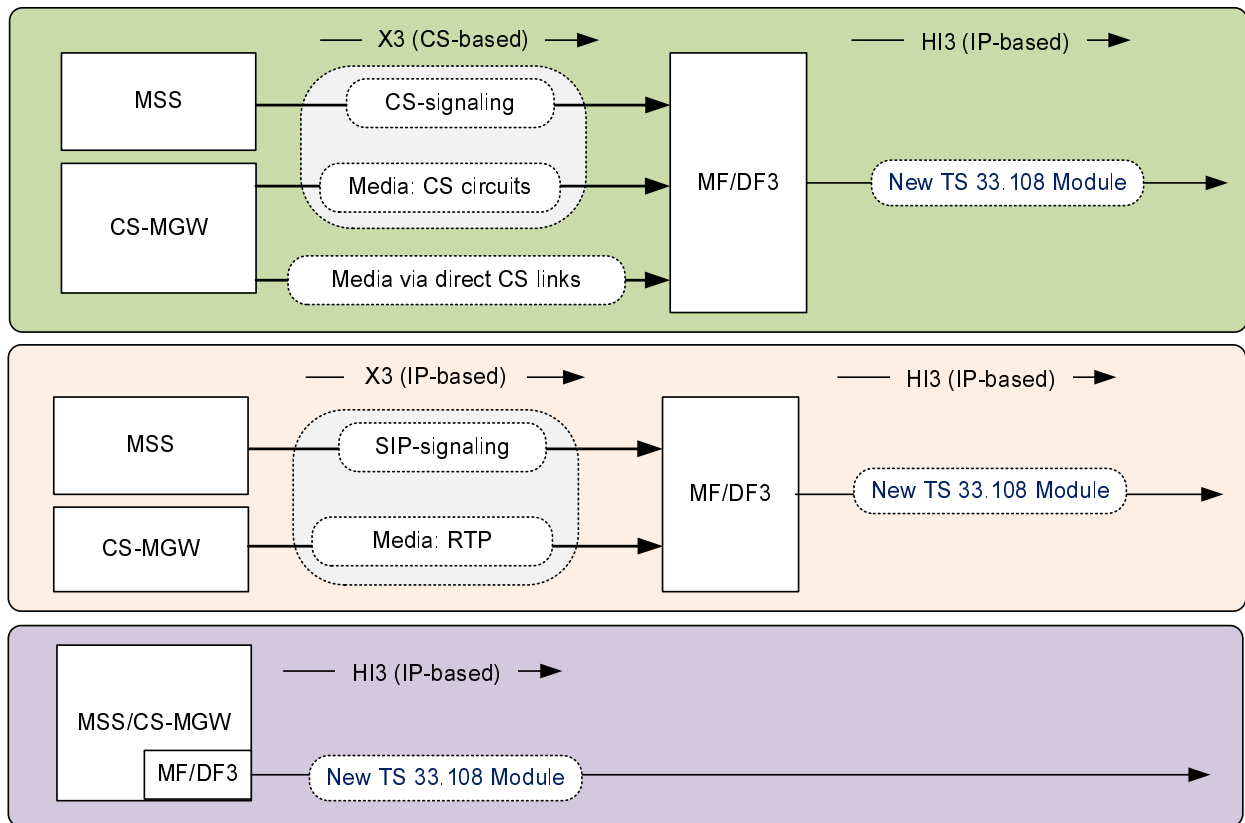 X3 (CS-based)
HI3 (IP-based)
MSS
CS-signaling
CS-MGW
Media: CS circuits
MF/DF3
New TS 33.108 Module
Media via direct CS links
X3 (IP-based)
HI3 (IP-based)
MSS
SIP-signaling
MF/DF3
New TS 33.108 Module
CS-MGW
Media: RTP
HI3 (IP-based)
MSS/CS-MGW
MF/DF3
New TS 33.108 Module